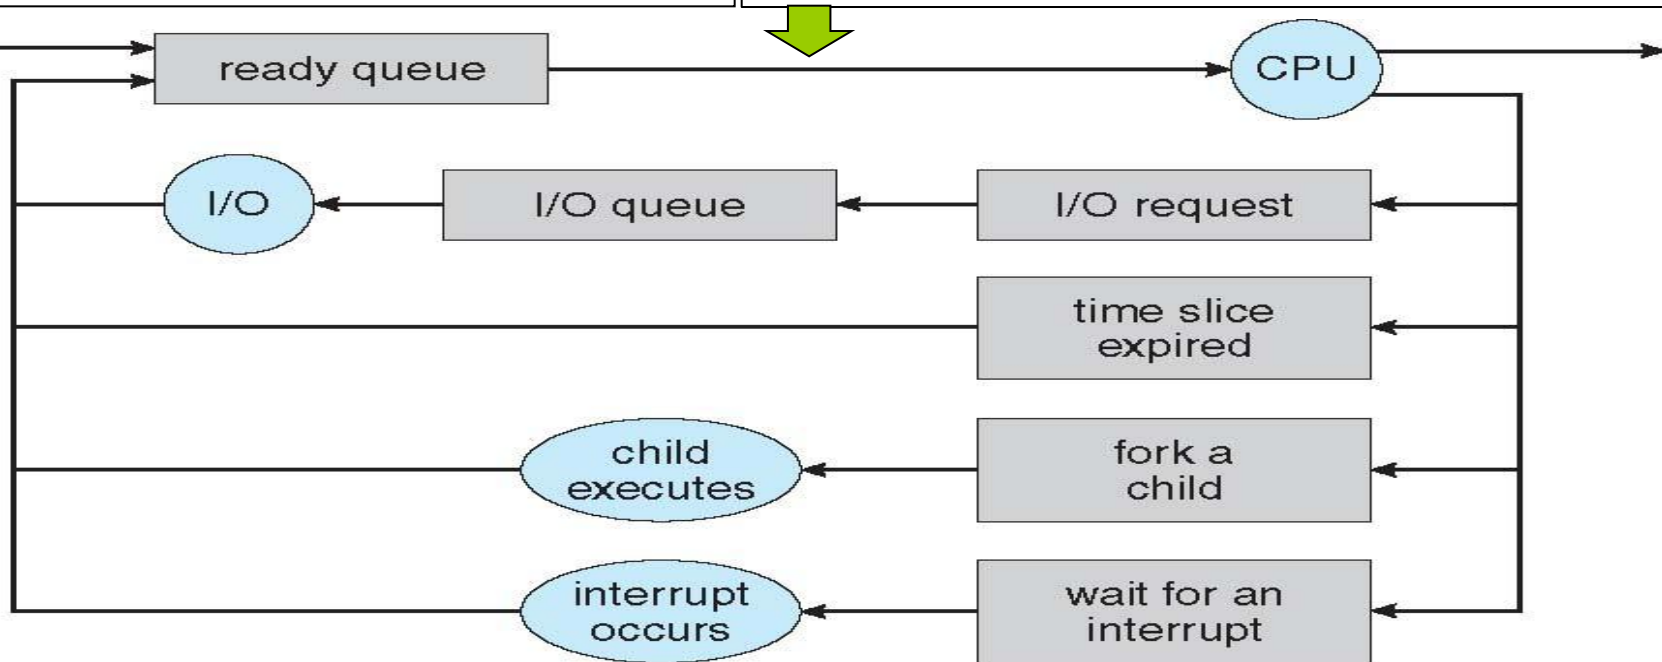 ready queue
CPU
I/O
I/O queue
I/O request
time slice
expired
child
executes
fork a
child
interrupt
occurs
wait for an
interrupt